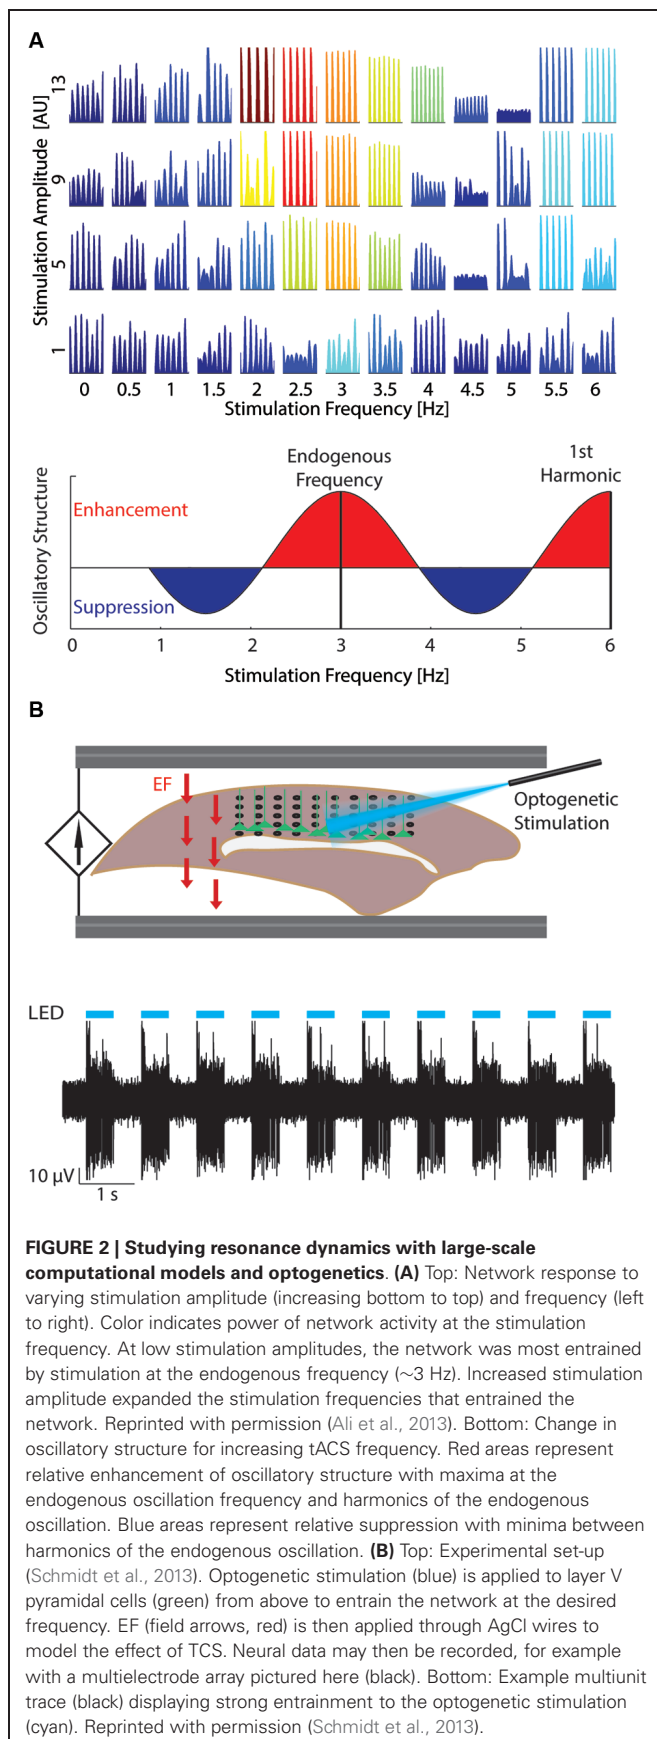 A
Stimulation Amplitude [AU]
13
9
5
1
0 0.5 1 1.5 2 2.5 3 3.5 4 4.5 5 5.5 6
Stimulation Frequency [Hz]
Oscillatory Structure
Endogenous
Frequency
1st
Harmonic
Enhancement
Suppression
0 1 2 3 4 5 6
Stimulation Frequency [Hz]
B
EF
Optogenetic
Stimulation
LED
10 μV
1 s
FIGURE 2 | Studying resonance dynamics with large-scale
computational models and optogenetics. (A) Top: Network response to
varying stimulation amplitude (increasing bottom to top) and frequency (left
to right). Color indicates power of network activity at the stimulation
frequency. At low stimulation amplitudes, the network was most entrained
by stimulation at the endogenous frequency (~3 Hz). Increased stimulation
amplitude expanded the stimulation frequencies that entrained the
network. Reprinted with permission (Ali et al., 2013). Bottom: Change in
oscillatory structure for increasing tACS frequency. Red areas represent
relative enhancement of oscillatory structure with maxima at the
endogenous oscillation frequency and harmonics of the endogenous
oscillation. Blue areas represent relative suppression with minima between
harmonics of the endogenous oscillation. (B) Top: Experimental set-up
(Schmidt et al., 2013). Optogenetic stimulation (blue) is applied to layer V
pyramidal cells (green) from above to entrain the network at the desired
frequency. EF (field arrows, red) is then applied through AgCl wires to
model the effect of TCS. Neural data may then be recorded, for example
with a multielectrode array pictured here (black). Bottom: Example multiunit
trace (black) displaying strong entrainment to the optogenetic stimulation
(cyan). Reprinted with permission (Schmidt et al., 2013).